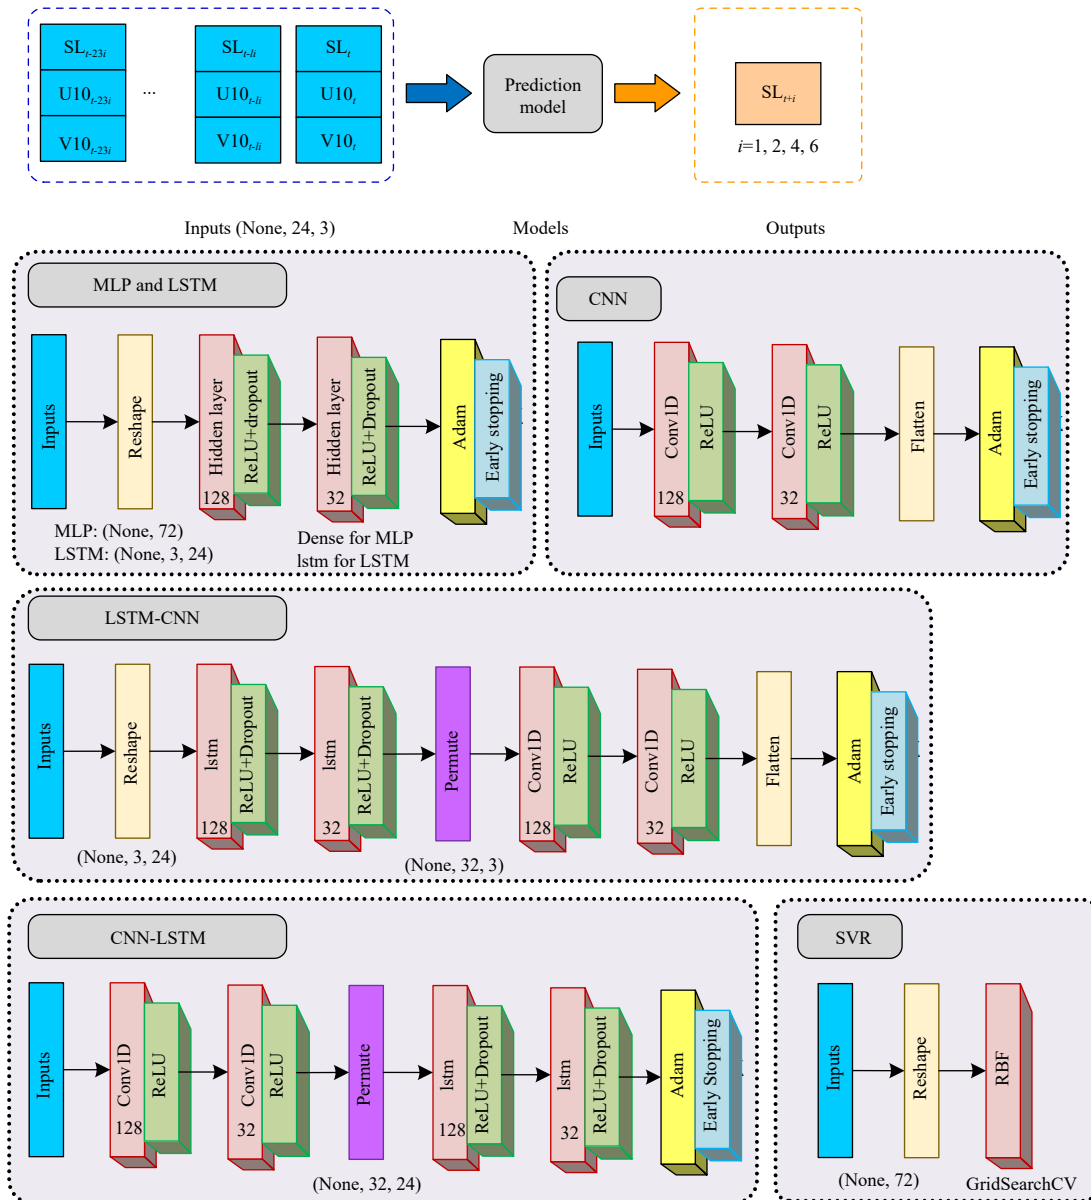 SL_{t-23i}
SL_{t-li}
SL_t
U10_{t-23i}
...
U10_{t-li}
U10_t
V10_{t-23i}
V10_{t-li}
V10_t
Prediction
model
SL_{t+i}
i=1, 2, 4, 6
Inputs (None, 24, 3)
Models
Outputs
MLP and LSTM
Inputs
Reshape
Hidden layer
128
ReLU+dropout
Hidden layer
32
ReLU+Dropout
Adam
Early stopping
MLP: (None, 72)
LSTM: (None, 3, 24)
Dense for MLP
lstm for LSTM
CNN
Inputs
Conv1D
128
ReLU
Conv1D
32
ReLU
Flatten
Adam
Early stopping
LSTM-CNN
Inputs
Reshape
lstm
128
ReLU+Dropout
lstm
32
ReLU+Dropout
Permute
Conv1D
128
ReLU
Conv1D
32
ReLU
Flatten
Adam
Early stopping
(None, 3, 24)
(None, 32, 3)
CNN-LSTM
Inputs
Conv1D
128
ReLU
Conv1D
32
ReLU
Permute
lstm
128
ReLU+Dropout
lstm
32
ReLU+Dropout
Adam
Early Stopping
(None, 32, 24)
SVR
Inputs
Reshape
RBF
(None, 72)
GridSearchCV